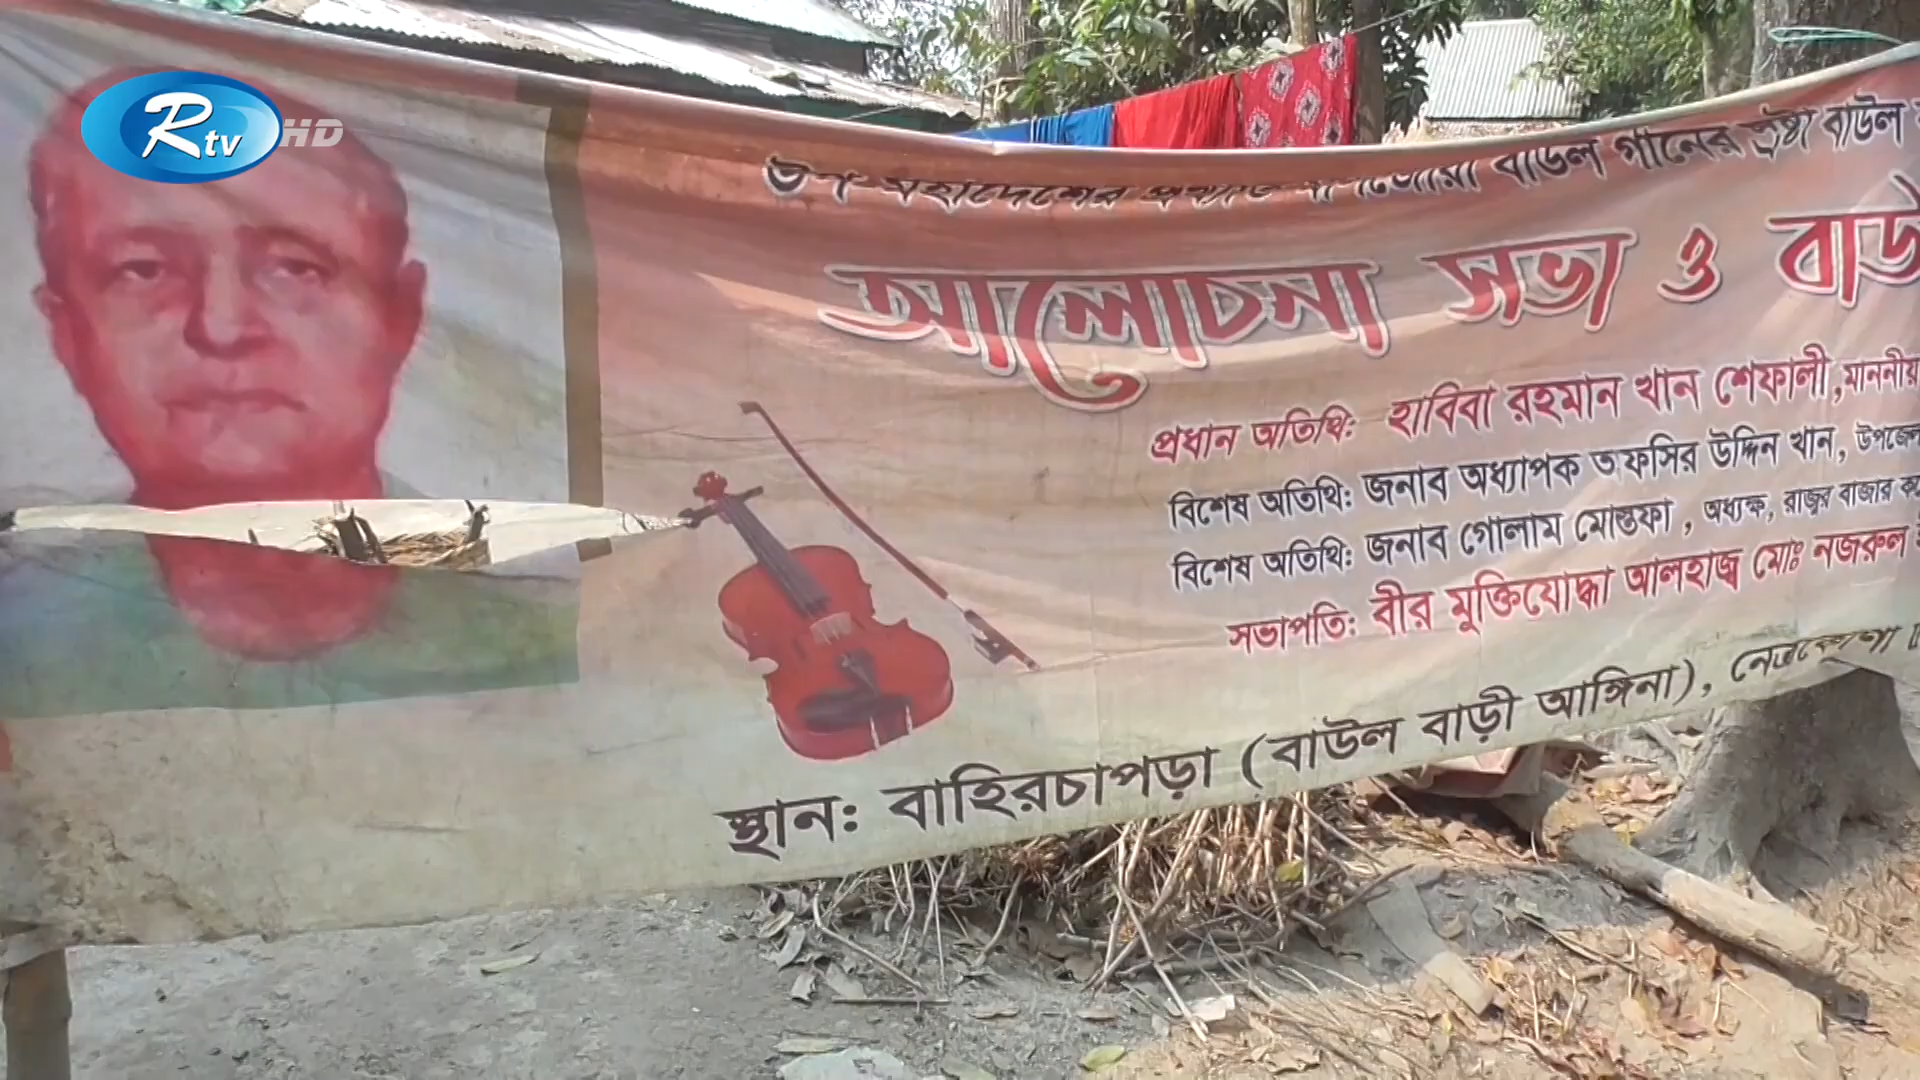 Rtv HD
বাউল গানের স্রষ্টা বাউল
আলোচনা সভা ও বাউ
প্রধান অতিথি: হাবিবা রহমান খান শেফালী, মাননীয়
বিশেষ অতিথি: জনাব অধ্যাপক তাফসির উদ্দিন খান, উপজেলা
বিশেষ অতিথি: জনাব গোলাম মোস্তফা, অধ্যক্ষ, রাজুর বাজার
সভাপতি: বীর মুক্তিযোদ্ধা আলহাজ্ব মোঃ নজরুল
স্থান: বাহিরচাপড়া (বাউল বাড়ী আঙ্গিনা), নেত্রকোণা